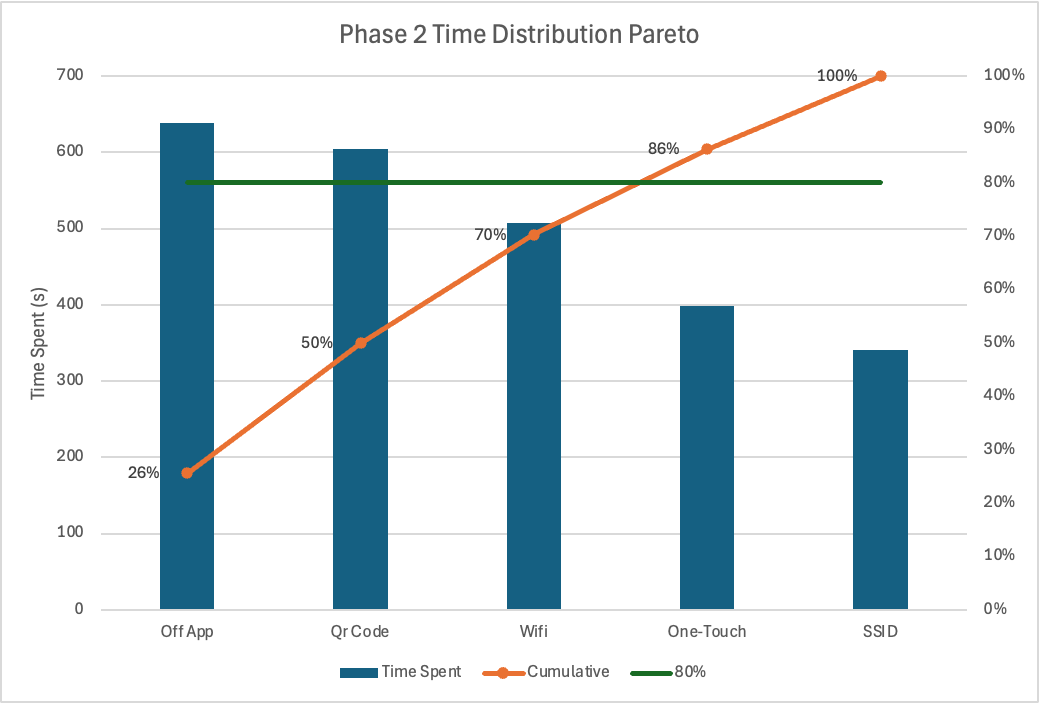 Phase 2 Time Distribution Pareto
700
600
500
400
300
200
100
0
Time Spent (s)
100%
90%
80%
70%
60%
50%
40%
30%
20%
10%
0%
26%
50%
70%
86%
100%
Off App
Qr Code
Wifi
One-Touch
SSID
Time Spent
Cumulative
80%